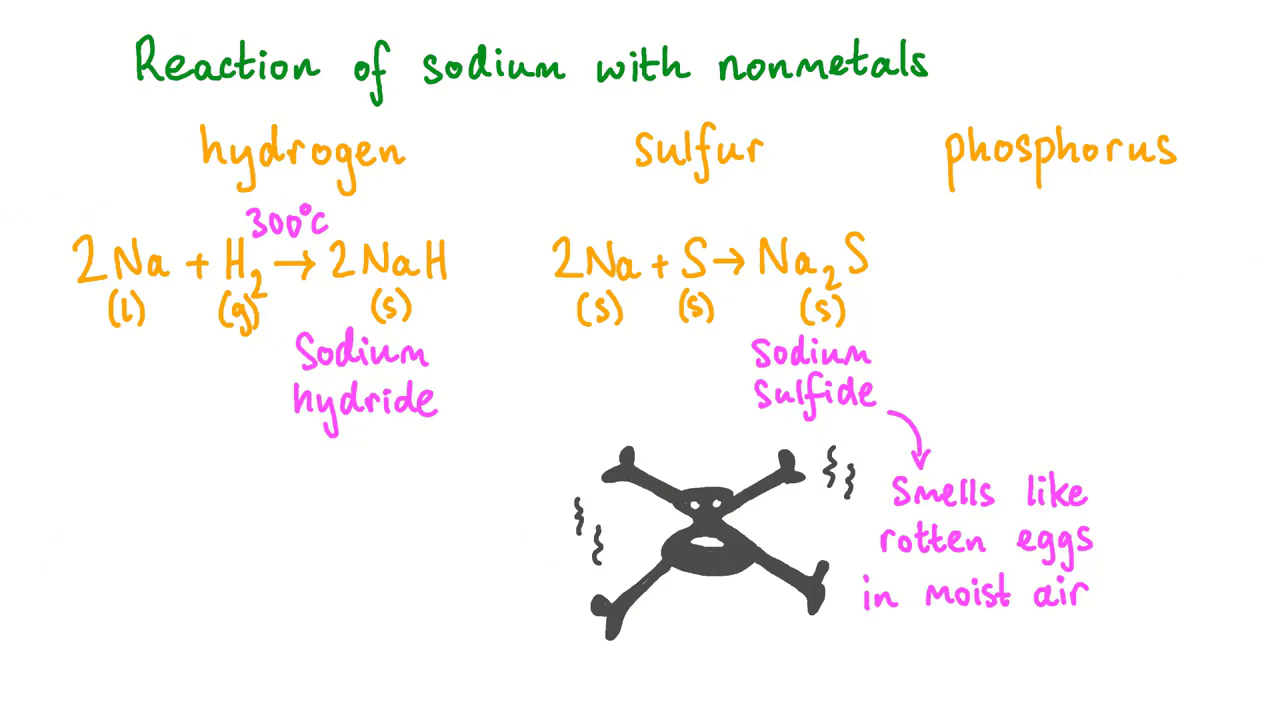 Reaction of sodium with nonmetals
hydrogen
300°C
2Na + H₂ → 2NaH
(l) (g) (s)
Sodium
hydride
sulfur
2Na + S → Na₂S
(s) (s) (s)
Sodium
sulfide
Smells like
rotten eggs
in moist air
phosphorus